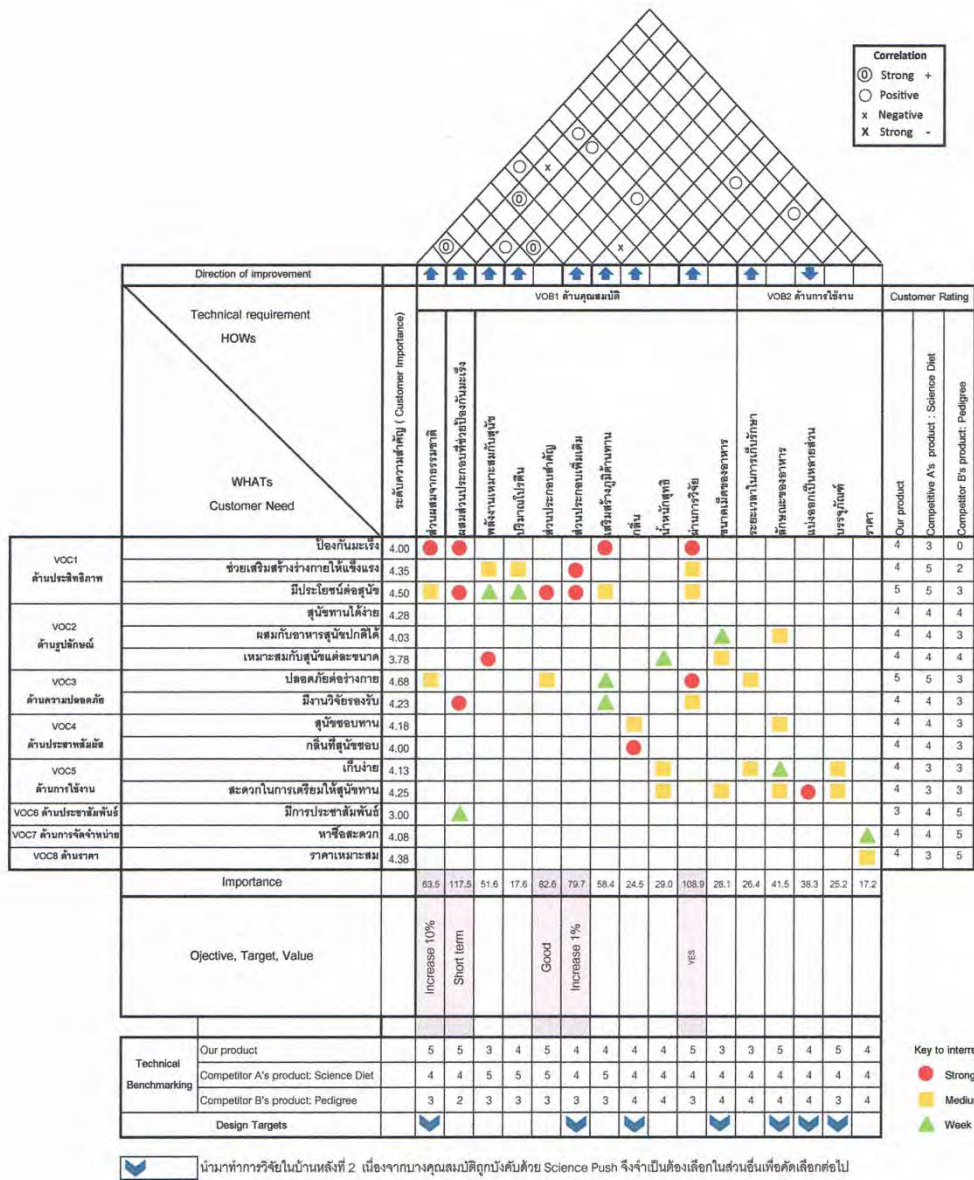 Correlation
Strong +
Positive
x Negative
X Strong -
Direction of improvement
VOB1 ด้านคุณสมบัติ
VOB2 ด้านการใช้งาน
Customer Rating
Technical requirement
HOWs
WHATs
Customer Need
ระดับความสำคัญ ( Customer Importance)
ส่วนผสมจากธรรมชาติ
ผสมส่วนประกอบที่ช่วยป้องกันมะเร็ง
พลังงานเหมาะสมกับสุนัข
ปริมาณโปรตีน
ส่วนประกอบสำคัญ
ส่วนประกอบเพิ่มเติม
เสริมสร้างภูมิต้านทาน
กลิ่น
น้ำหนักสุทธิ
ผ่านการวิจัย
ขนาดเม็ดของอาหาร
ระยะเวลาในการเก็บรักษา
ลักษณะของอาหาร
แบ่งออกเป็นหลายส่วน
บรรจุภัณฑ์
ราคา
Our product
Competitive A's product : Science Diet
Competitor B's product: Pedigree
VOC1
ด้านประสิทธิภาพ
ป้องกันมะเร็ง 4.00 4 3 0
ช่วยเสริมสร้างร่างกายให้แข็งแรง 4.35 4 5 2
มีประโยชน์ต่อสุนัข 4.50 5 5 3
VOC2
ด้านรูปลักษณ์
สุนัขทานได้ง่าย 4.28 4 4 4
ผสมกับอาหารสุนัขปกติได้ 4.03 4 4 3
เหมาะสมกับสุนัขแต่ละขนาด 3.78 4 4 4
VOC3
ด้านความปลอดภัย
ปลอดภัยต่อร่างกาย 4.68 5 5 3
มีงานวิจัยรองรับ 4.23 4 4 3
VOC4
ด้านประสาทสัมผัส
สุนัขชอบทาน 4.18 4 4 3
กลิ่นที่สุนัขชอบ 4.00 4 4 3
VOC5
ด้านการใช้งาน
เก็บง่าย 4.13 4 3 3
สะดวกในการเตรียมให้สุนัขทาน 4.25 4 3 3
VOC6 ด้านประชาสัมพันธ์ มีการประชาสัมพันธ์ 3.00 3 4 5
VOC7 ด้านการจัดจำหน่าย หาซื้อสะดวก 4.08 4 4 5
VOC8 ด้านราคา ราคาเหมาะสม 4.38 4 3 5
Importance 63.5 117.5 51.6 17.6 82.6 79.7 58.4 24.5 29.0 108.9 28.1 26.4 41.5 38.3 25.2 17.2
Ojective, Target, Value
Increase 10%
Short term
Good
Increase 1%
YES
Technical
Benchmarking
Our product 5 5 3 4 5 4 4 4 4 5 3 3 5 4 5 4
Competitor A's product: Science Diet 4 4 5 5 5 4 5 4 4 4 4 4 4 4 4 4
Competitor B's product: Pedigree 3 2 3 3 3 3 3 4 4 3 4 4 4 4 3 4
Design Targets
Key to interre
Strong
Mediu
Week
นำมาทำการวิจัยในบ้านหลังที่ 2 เนื่องจากบางคุณสมบัติถูกบังคับด้วย Science Push จึงจำเป็นต้องเลือกในส่วนอื่นเพื่อคัดเลือกต่อไป